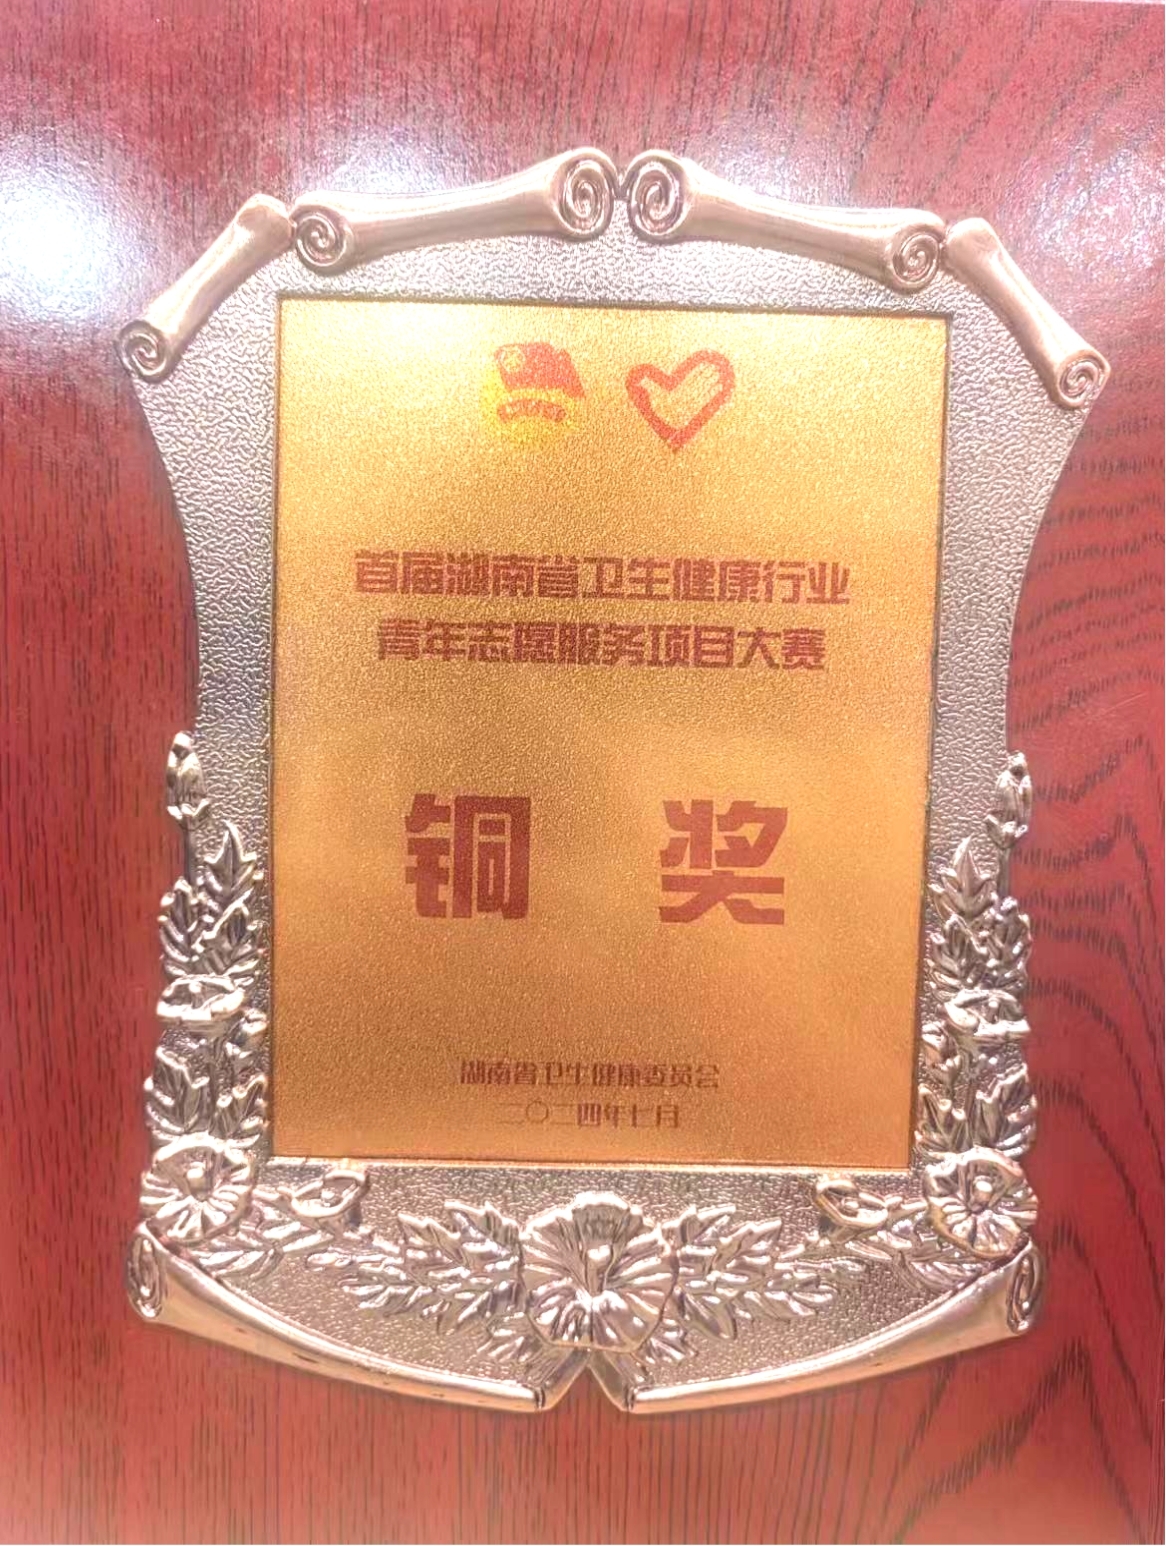 首届湖南省卫生健康行业
青年志愿服务项目大赛
铜 奖
湖南省卫生健康委员会
二〇二四年七月